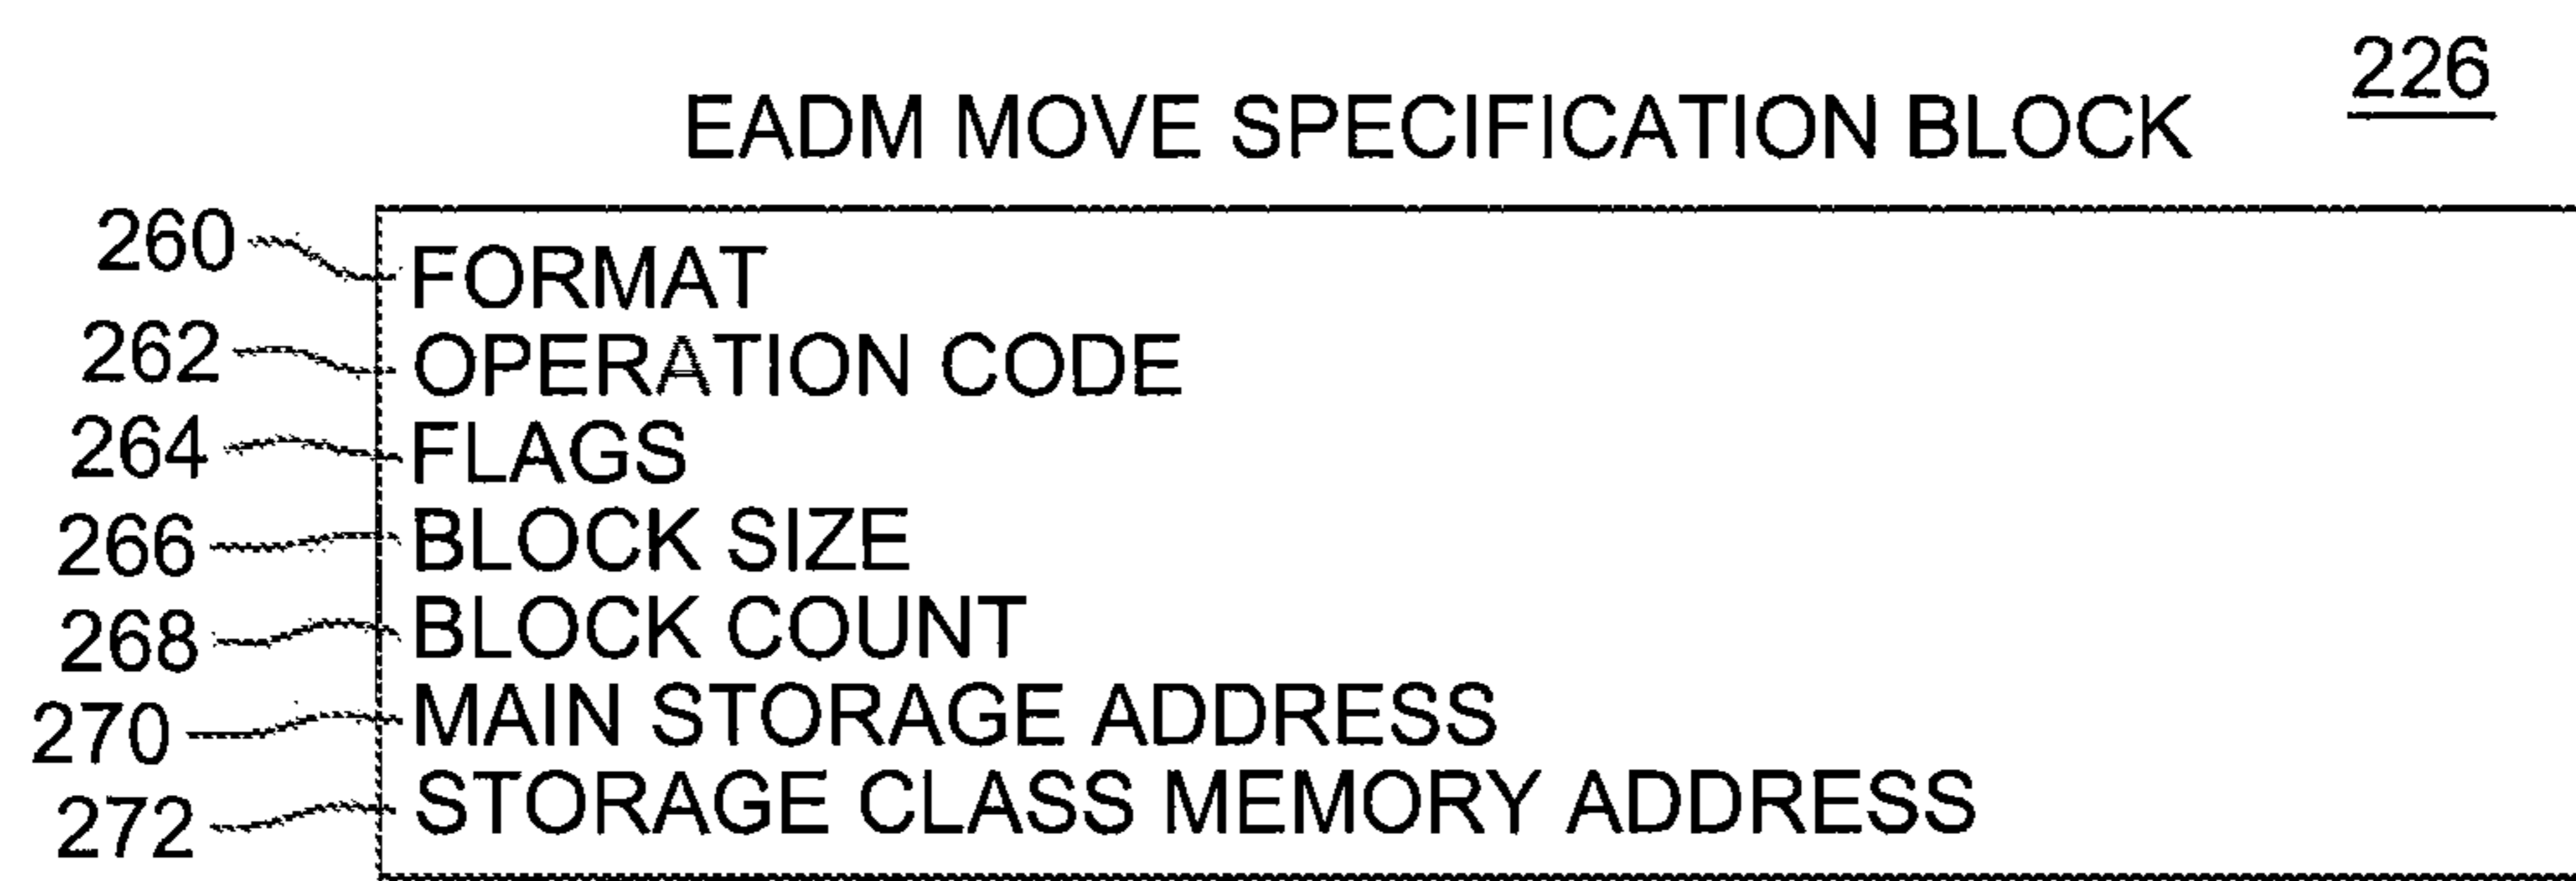 226
EADM MOVE SPECIFICATION BLOCK
260 FORMAT
262 OPERATION CODE
264 FLAGS
266 BLOCK SIZE
268 BLOCK COUNT
270 MAIN STORAGE ADDRESS
272 STORAGE CLASS MEMORY ADDRESS